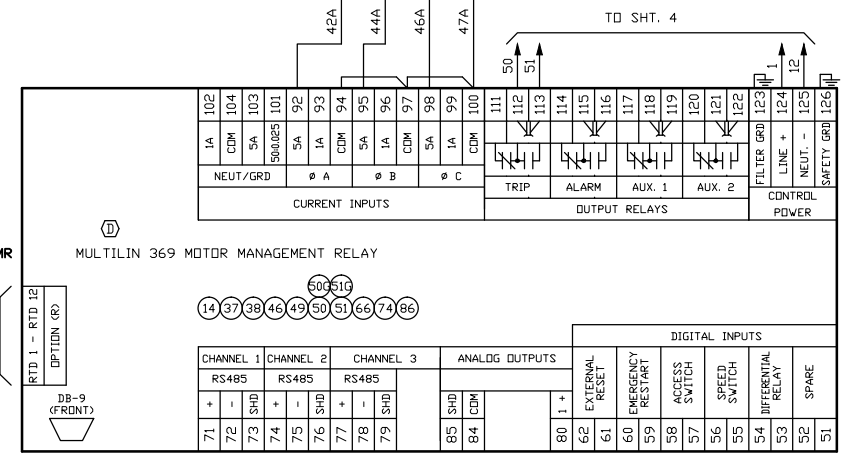 42A 44A 46A 47A
TO SHT. 4
50 51 1 12
102 104 103 101 92 93 94 95 96 97 98 99 100 111 112 113 114 115 116 117 118 119 120 121 122 123 124 125 126
1A COM 5A 50:0.025 5A 1A COM 5A 1A COM 5A 1A COM
FILTER GRD LINE + NEUT. - SAFETY GRD
NEUT/GRD ø A ø B ø C
TRIP ALARM AUX. 1 AUX. 2
CURRENT INPUTS
OUTPUT RELAYS
CONTROL
POWER
D
MR
MULTILIN 369 MOTOR MANAGEMENT RELAY
50G 51G
14 37 38 46 49 50 51 66 74 86
RTD 1 - RTD 12
OPTION (R)
DB-9
(FRONT)
DIGITAL INPUTS
CHANNEL 1 CHANNEL 2 CHANNEL 3 ANALOG OUTPUTS
RS485 RS485 RS485
+ - SHD + - SHD + - SHD SHD COM 1 +
EXTERNAL
RESET
EMERGENCY
RESTART
ACCESS
SWITCH
SPEED
SWITCH
DIFFERENTIAL
RELAY
SPARE
71 72 73 74 75 76 77 78 79 85 84 80 62 61 60 59 58 57 56 55 54 53 52 51